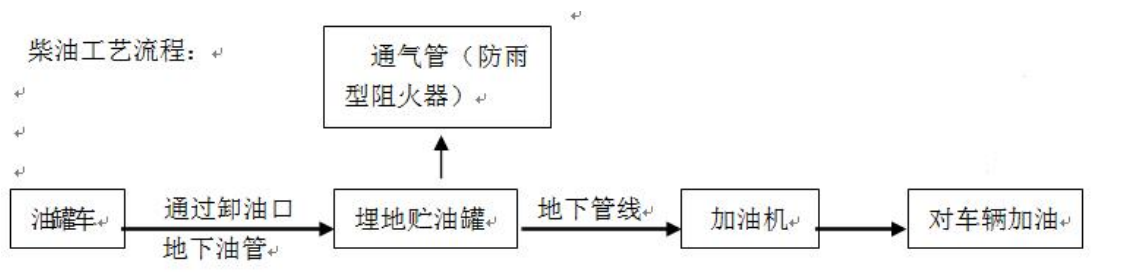 柴油工艺流程：
通气管（防雨
型阻火器）
油罐车
通过卸油口
地下油管
埋地贮油罐
地下管线
加油机
对车辆加油